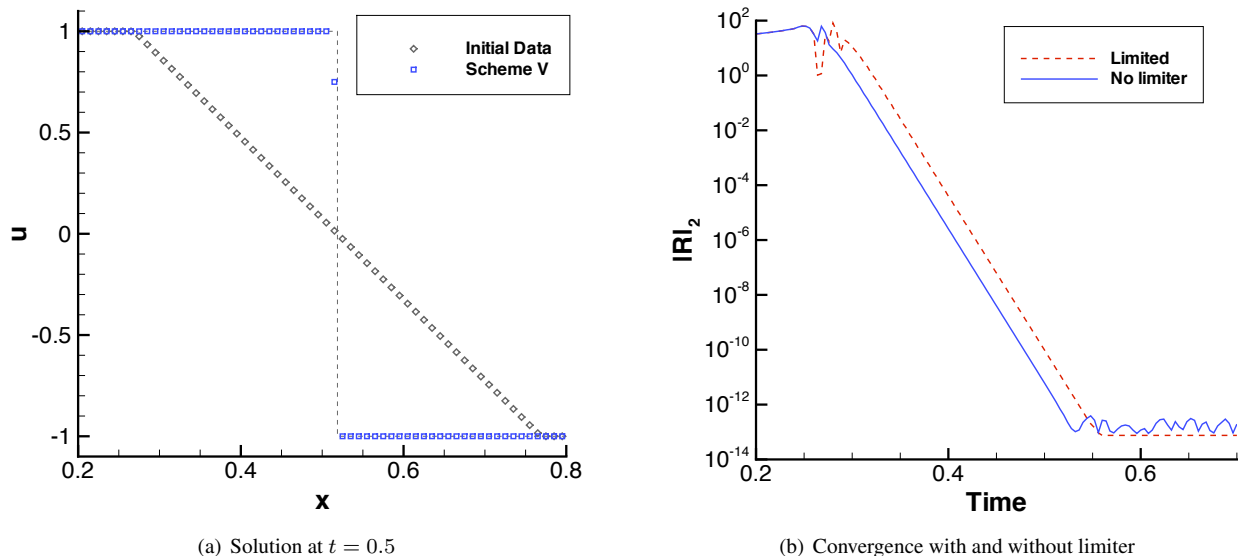 1
0.5
0
-0.5
-1
u
0.2
0.4
0.6
0.8
x
Initial Data
Scheme V
(a) Solution at t = 0.5
10^2
10^0
10^-2
10^-4
10^-6
10^-8
10^-10
10^-12
10^-14
|R|_2
0.2
0.4
0.6
Time
Limited
No limiter
(b) Convergence with and without limiter